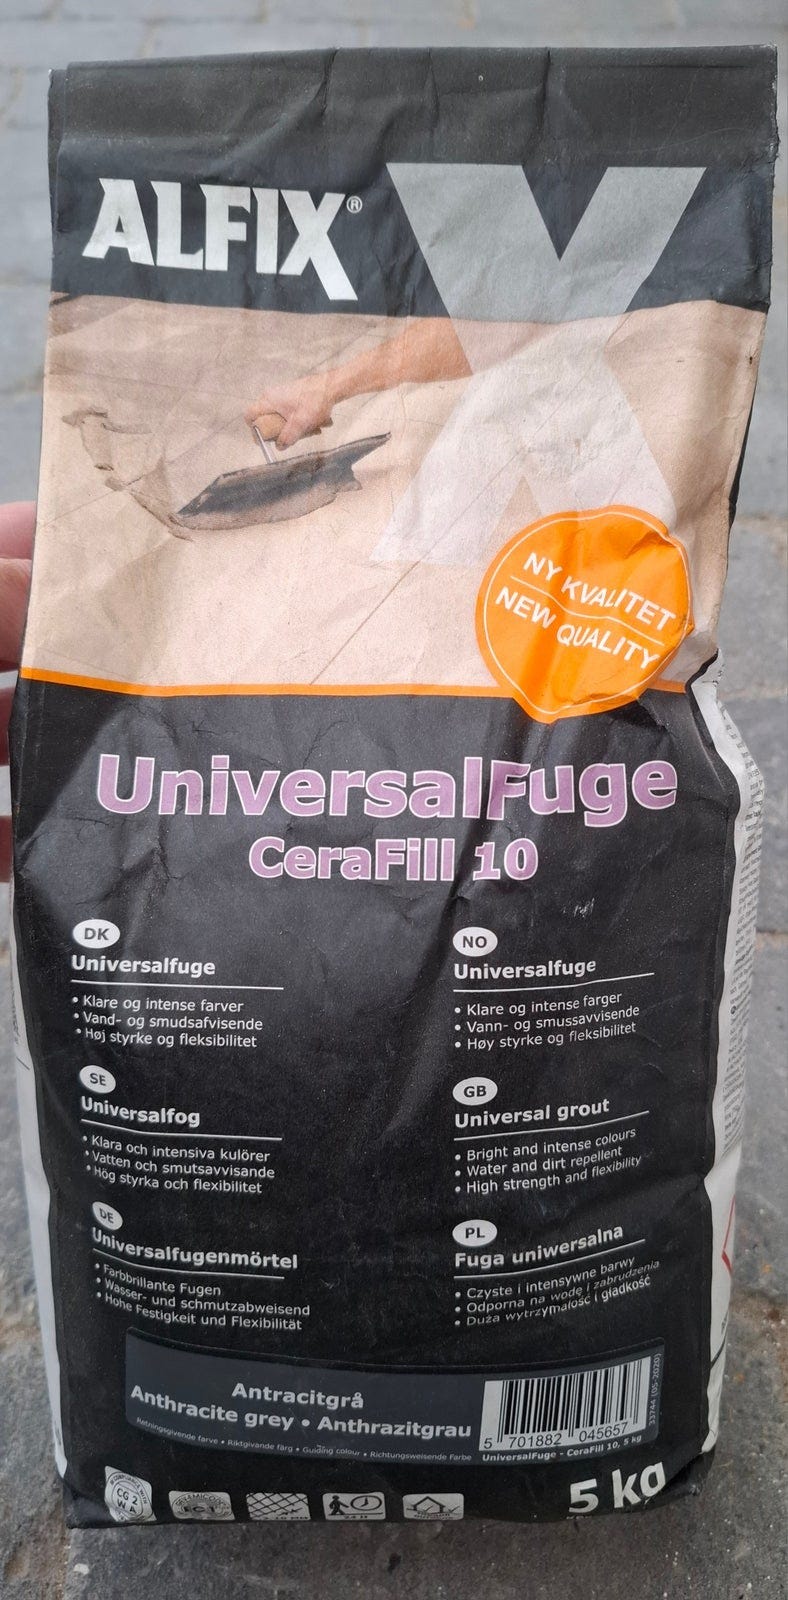 ALFIX®
NY KVALITET
NEW QUALITY
UniversalFuge
CeraFill 10
DK
Universalfuge
• Klare og intense farver
• Vand- og smudsafvisende
• Høj styrke og fleksibilitet
NO
Universalfuge
• Klare og intense farger
• Vann- og smussavvisende
• Høy styrke og fleksibilitet
SE
Universalfog
• Klara och intensiva kulörer
• Vatten och smutsavvisande
• Hög styrka och flexibilitet
GB
Universal grout
• Bright and intense colours
• Water and dirt repellent
• High strength and flexibility
DE
Universalfugenmörtel
• Farbbrillante Fugen
• Wasser- und schmutzabweisend
• Hohe Festigkeit und Flexibilität
PL
Fuga uniwersalna
• Czyste i intensywne barwy
• Odporna na wodę i zabrudzenia
• Duża wytrzymałość i gładkość
Antracitgrå
Anthracite grey • Anthrazitgrau
Retningsgivende farve • Riktgivande färg • Guiding colour • Richtungsweisende Farbe
5 701882 045657
UniversalFuge - CeraFill 10, 5 kg
33744 (05-2020)
CG 2
W A
5 kg